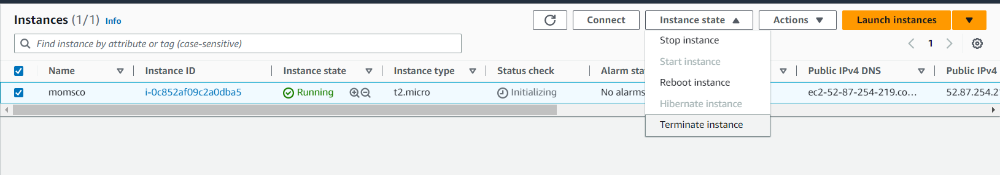 Instances (1/1) Info
Connect
Instance state
Actions
Launch instances
Find instance by attribute or tag (case-sensitive)
1
Stop instance
Start instance
Reboot instance
Hibernate instance
Terminate instance
Name Instance ID Instance state Instance type Status check Alarm sta Public IPv4 DNS Public IPv4
momsco i-0c852af09c2a0dba5 Running t2.micro Initializing No alarms ec2-52-87-254-219.co... 52.87.254.2